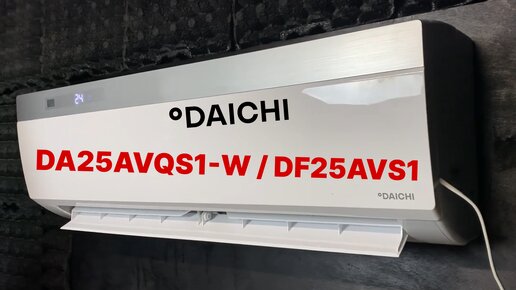 24
°DAICHI
DA25AVQS1-W / DF25AVS1
°DAICHI